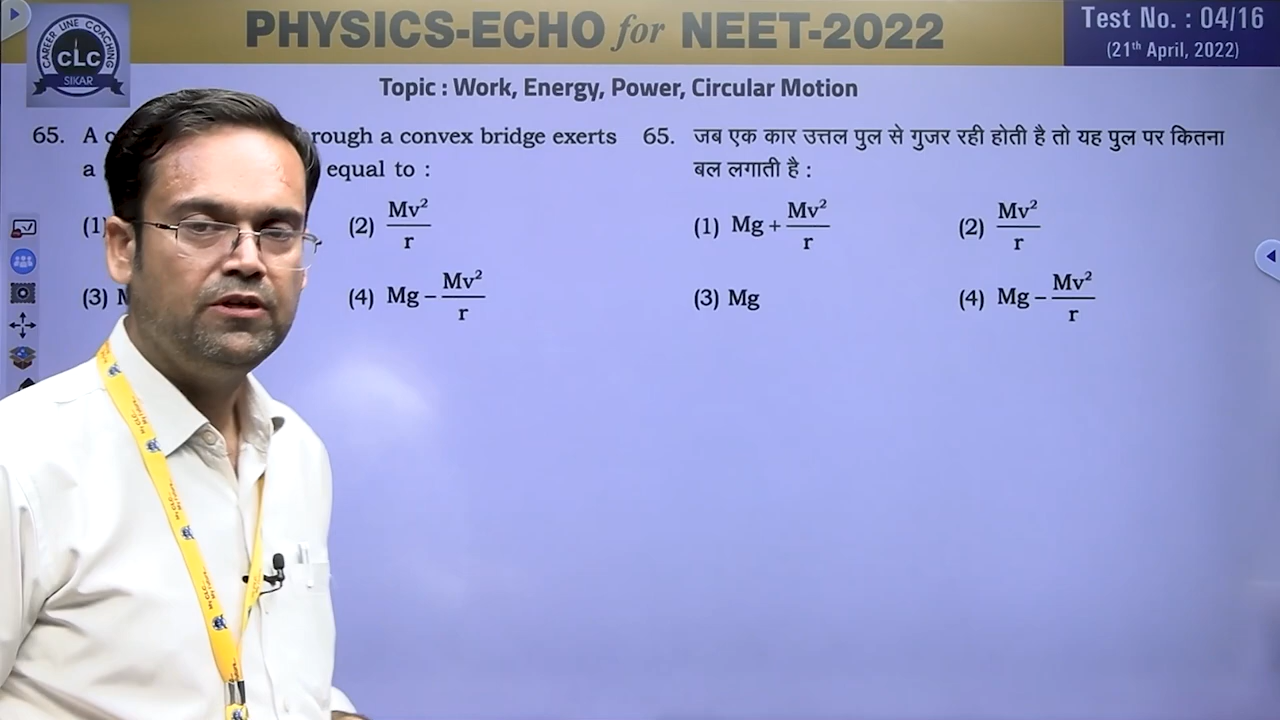 PHYSICS-ECHO for NEET-2022
Test No. : 04/16
(21th April, 2022)
CAREER LINE COACHING
CLC
SIKAR
Topic : Work, Energy, Power, Circular Motion
65. A rough a convex bridge exerts
a equal to :
(1)
(2) Mv²/r
(3) M
(4) Mg - Mv²/r
65. जब एक कार उत्तल पुल से गुजर रही होती है तो यह पुल पर कितना
बल लगाती है :
(1) Mg + Mv²/r
(2) Mv²/r
(3) Mg
(4) Mg - Mv²/r